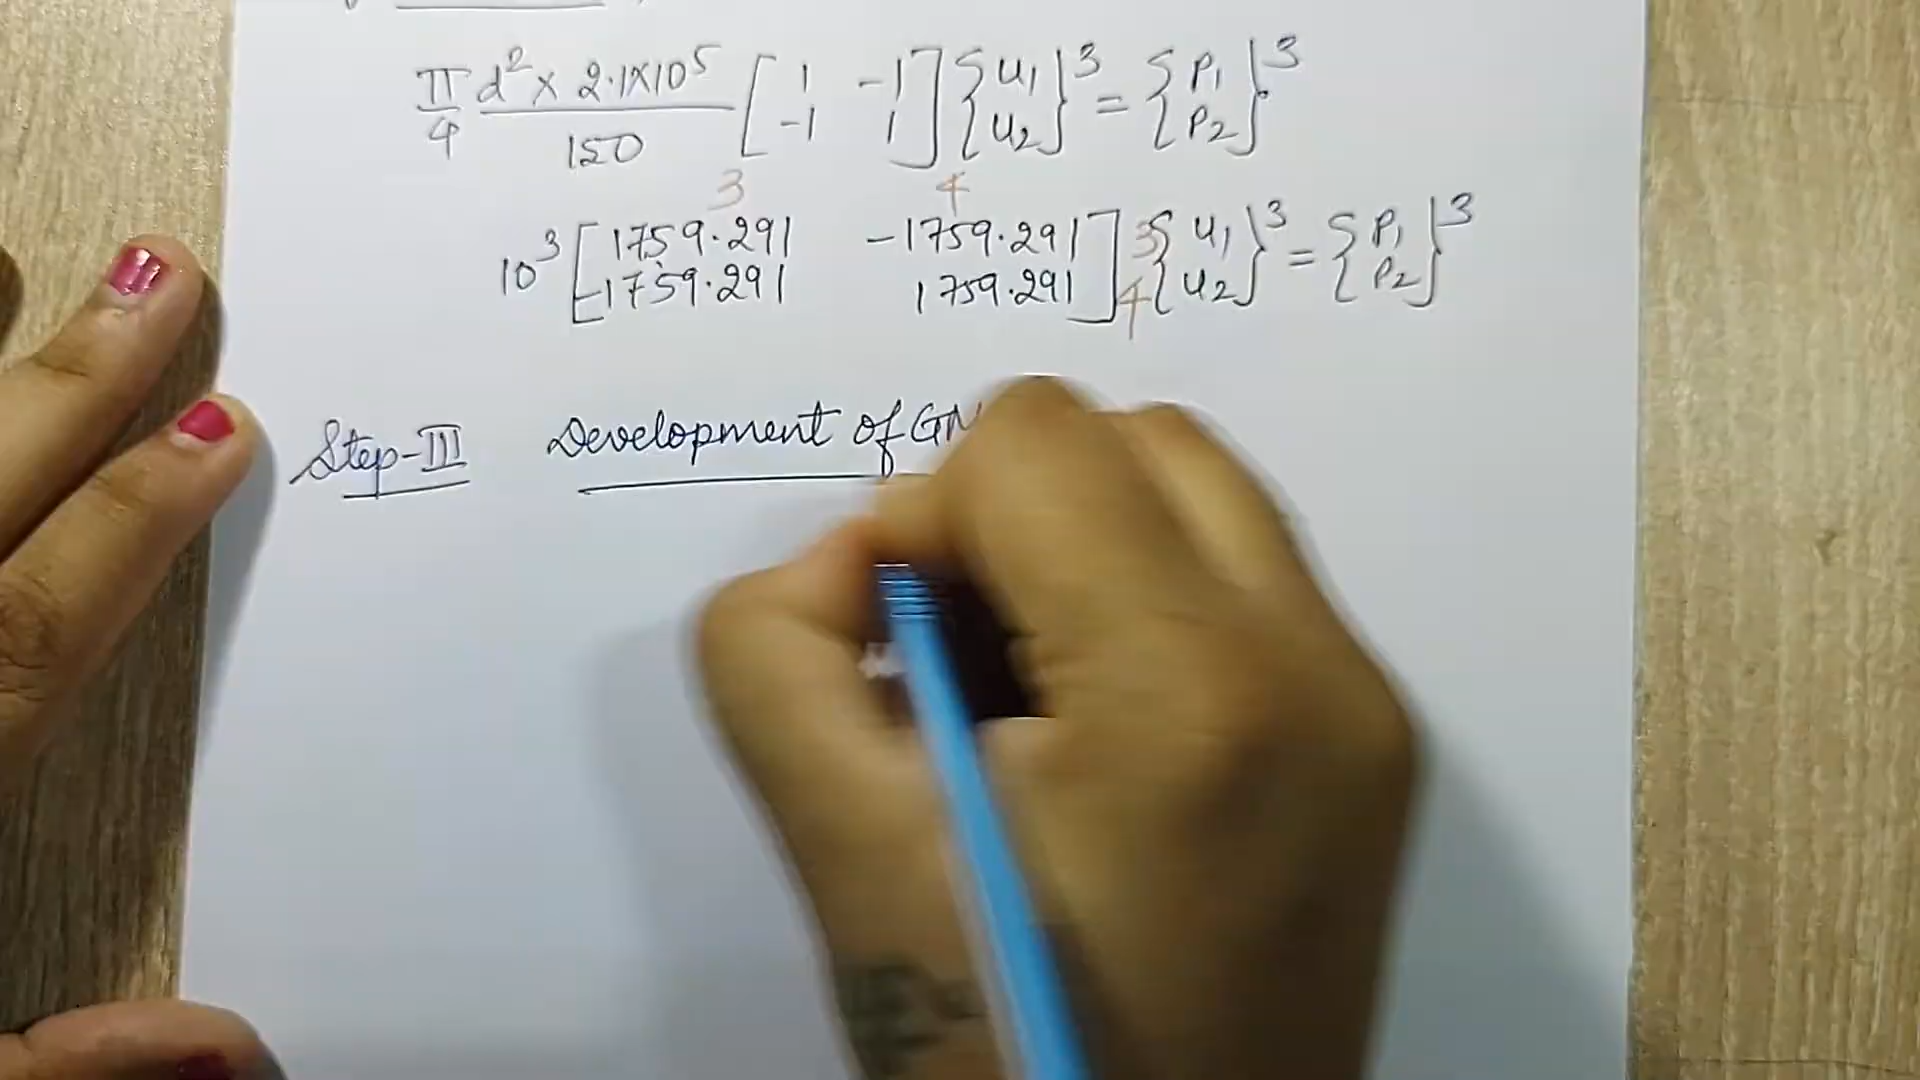 π/4 d² × 2.1×10⁵ / 150 [1 -1 -1 1] {u₁ u₂}³ = {P₁ P₂}³
3 4
10³ [1759.291 -1759.291 -1759.291 1759.291] 3 4 {u₁ u₂}³ = {P₁ P₂}³
Step-III Development of